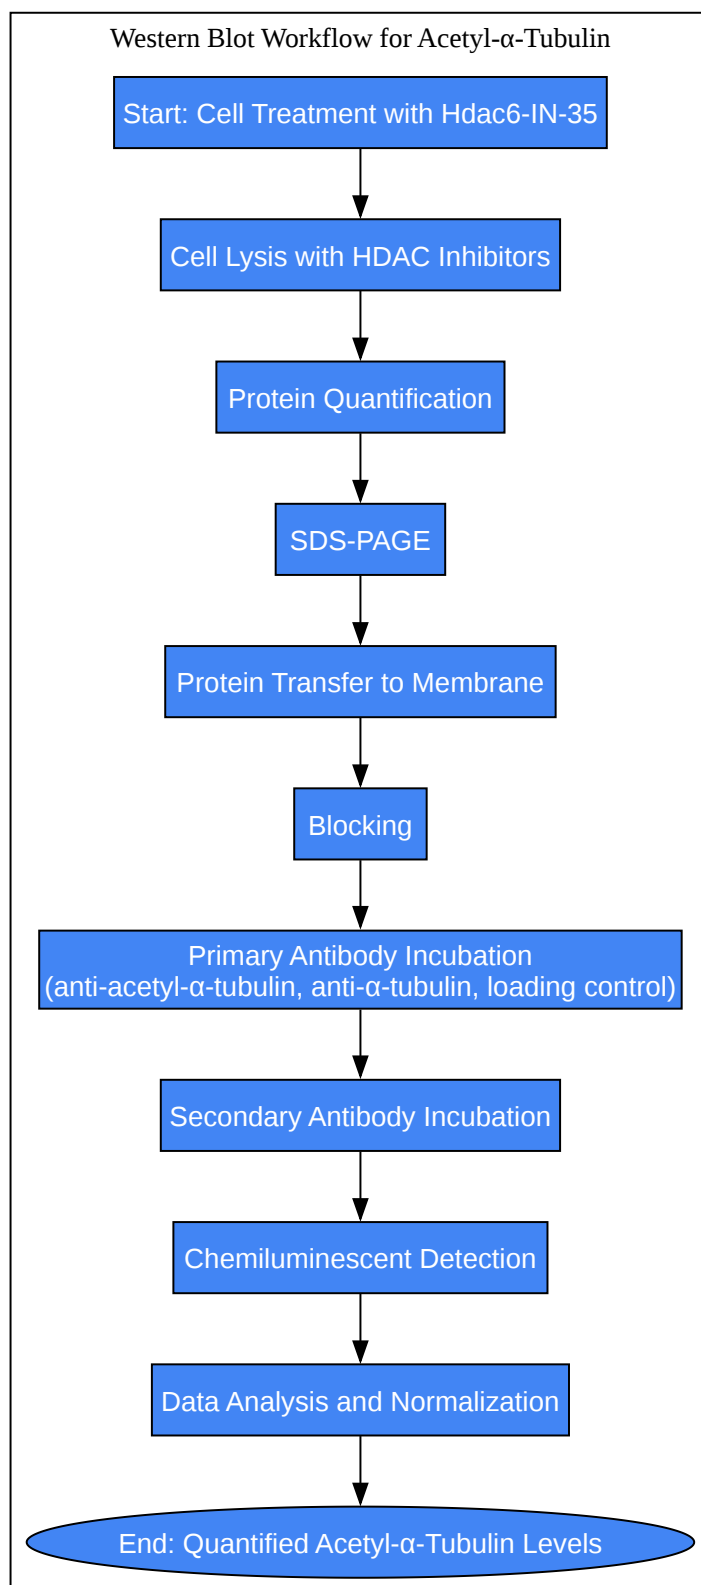 Western Blot Workflow for Acetyl-α-Tubulin
Start: Cell Treatment with Hdac6-IN-35
Cell Lysis with HDAC Inhibitors
Protein Quantification
SDS-PAGE
Protein Transfer to Membrane
Blocking
Primary Antibody Incubation
(anti-acetyl-α-tubulin, anti-α-tubulin, loading control)
Secondary Antibody Incubation
Chemiluminescent Detection
Data Analysis and Normalization
End: Quantified Acetyl-α-Tubulin Levels